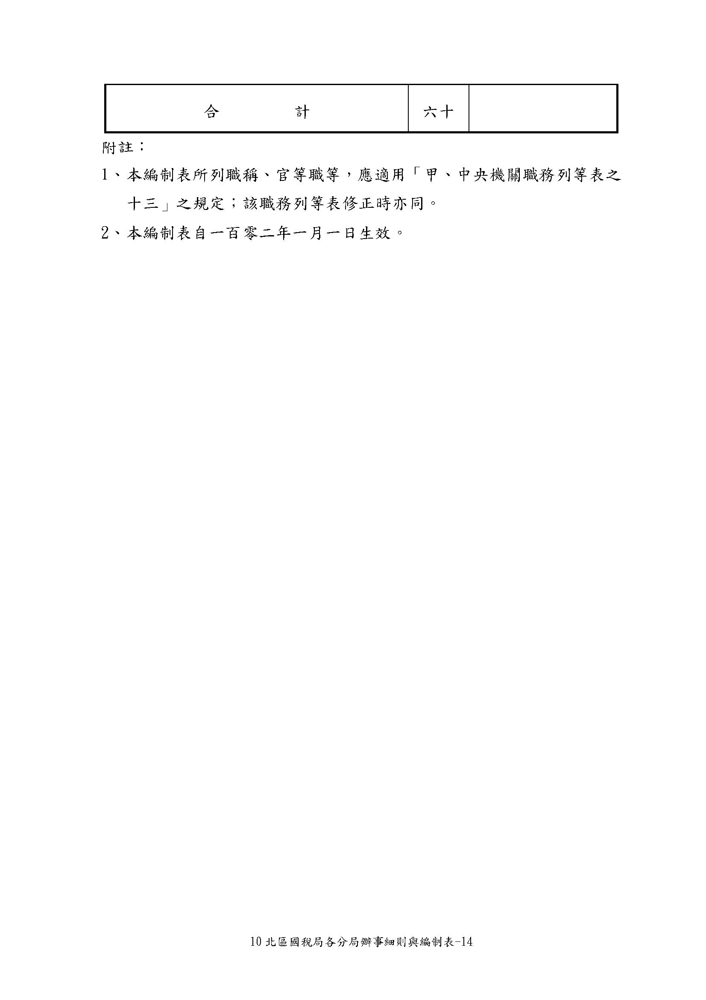 合　計　六十
附註：
1、本編制表所列職稱、官等職等，應適用「甲、中央機關職務列等表之
十三」之規定；該職務列等表修正時亦同。
2、本編制表自一百零二年一月一日生效。
10 北區國稅局各分局辦事細則與編制表-14